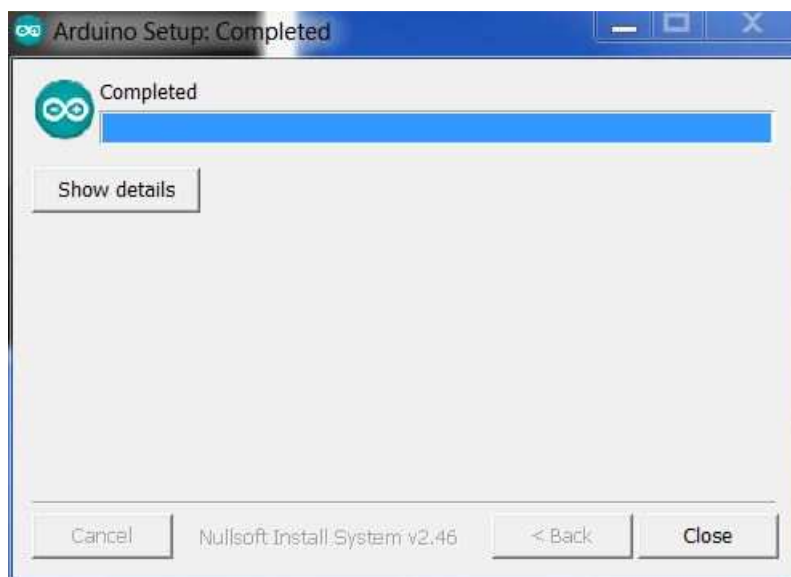 Arduino Setup: Completed
Completed
Show details
Cancel
Nullsoft Install System v2.46
< Back
Close